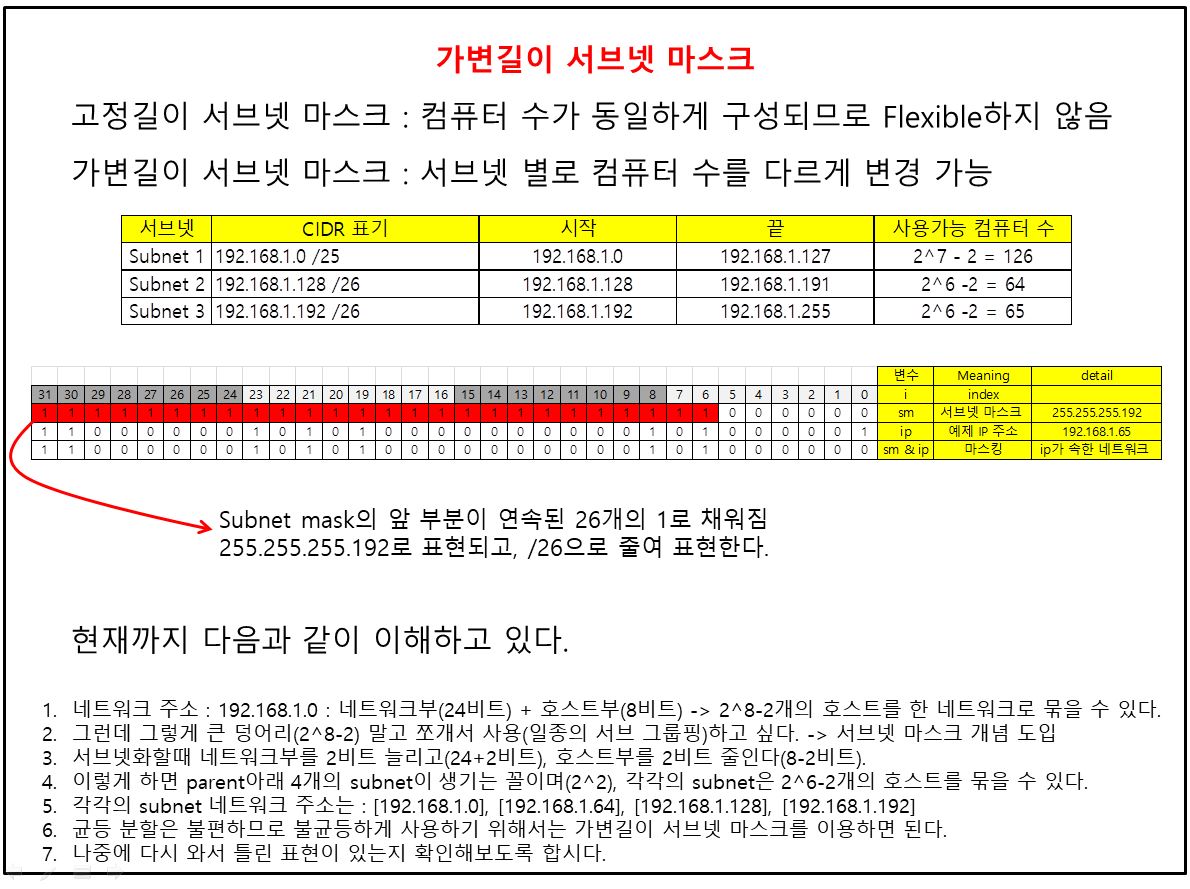 가변길이 서브넷 마스크
고정길이 서브넷 마스크 : 컴퓨터 수가 동일하게 구성되므로 Flexible하지 않음
가변길이 서브넷 마스크 : 서브넷 별로 컴퓨터 수를 다르게 변경 가능
서브넷 CIDR 표기 시작 끝 사용가능 컴퓨터 수
Subnet 1 192.168.1.0 /25 192.168.1.0 192.168.1.127 2^7 - 2 = 126
Subnet 2 192.168.1.128 /26 192.168.1.128 192.168.1.191 2^6 -2 = 64
Subnet 3 192.168.1.192 /26 192.168.1.192 192.168.1.255 2^6 -2 = 65
변수 Meaning detail
31 30 29 28 27 26 25 24 23 22 21 20 19 18 17 16 15 14 13 12 11 10 9 8 7 6 5 4 3 2 1 0 i index
1 1 1 1 1 1 1 1 1 1 1 1 1 1 1 1 1 1 1 1 1 1 1 1 1 1 0 0 0 0 0 0 sm 서브넷 마스크 255.255.255.192
1 1 0 0 0 0 0 0 1 0 1 0 1 0 0 0 0 0 0 0 0 0 0 1 0 1 0 0 0 0 0 1 ip 예제 IP 주소 192.168.1.65
1 1 0 0 0 0 0 0 1 0 1 0 1 0 0 0 0 0 0 0 0 0 0 1 0 1 0 0 0 0 0 0 sm & ip 마스킹 ip가 속한 네트워크
Subnet mask의 앞 부분이 연속된 26개의 1로 채워짐
255.255.255.192로 표현되고, /26으로 줄여 표현한다.
현재까지 다음과 같이 이해하고 있다.
1. 네트워크 주소 : 192.168.1.0 : 네트워크부(24비트) + 호스트부(8비트) -> 2^8-2개의 호스트를 한 네트워크로 묶을 수 있다.
2. 그런데 그렇게 큰 덩어리(2^8-2) 말고 쪼개서 사용(일종의 서브 그룹핑)하고 싶다. -> 서브넷 마스크 개념 도입
3. 서브넷화할때 네트워크부를 2비트 늘리고(24+2비트), 호스트부를 2비트 줄인다(8-2비트).
4. 이렇게 하면 parent아래 4개의 subnet이 생기는 꼴이며(2^2), 각각의 subnet은 2^6-2개의 호스트를 묶을 수 있다.
5. 각각의 subnet 네트워크 주소는 : [192.168.1.0], [192.168.1.64], [192.168.1.128], [192.168.1.192]
6. 균등 분할은 불편하므로 불균등하게 사용하기 위해서는 가변길이 서브넷 마스크를 이용하면 된다.
7. 나중에 다시 와서 틀린 표현이 있는지 확인해보도록 합시다.